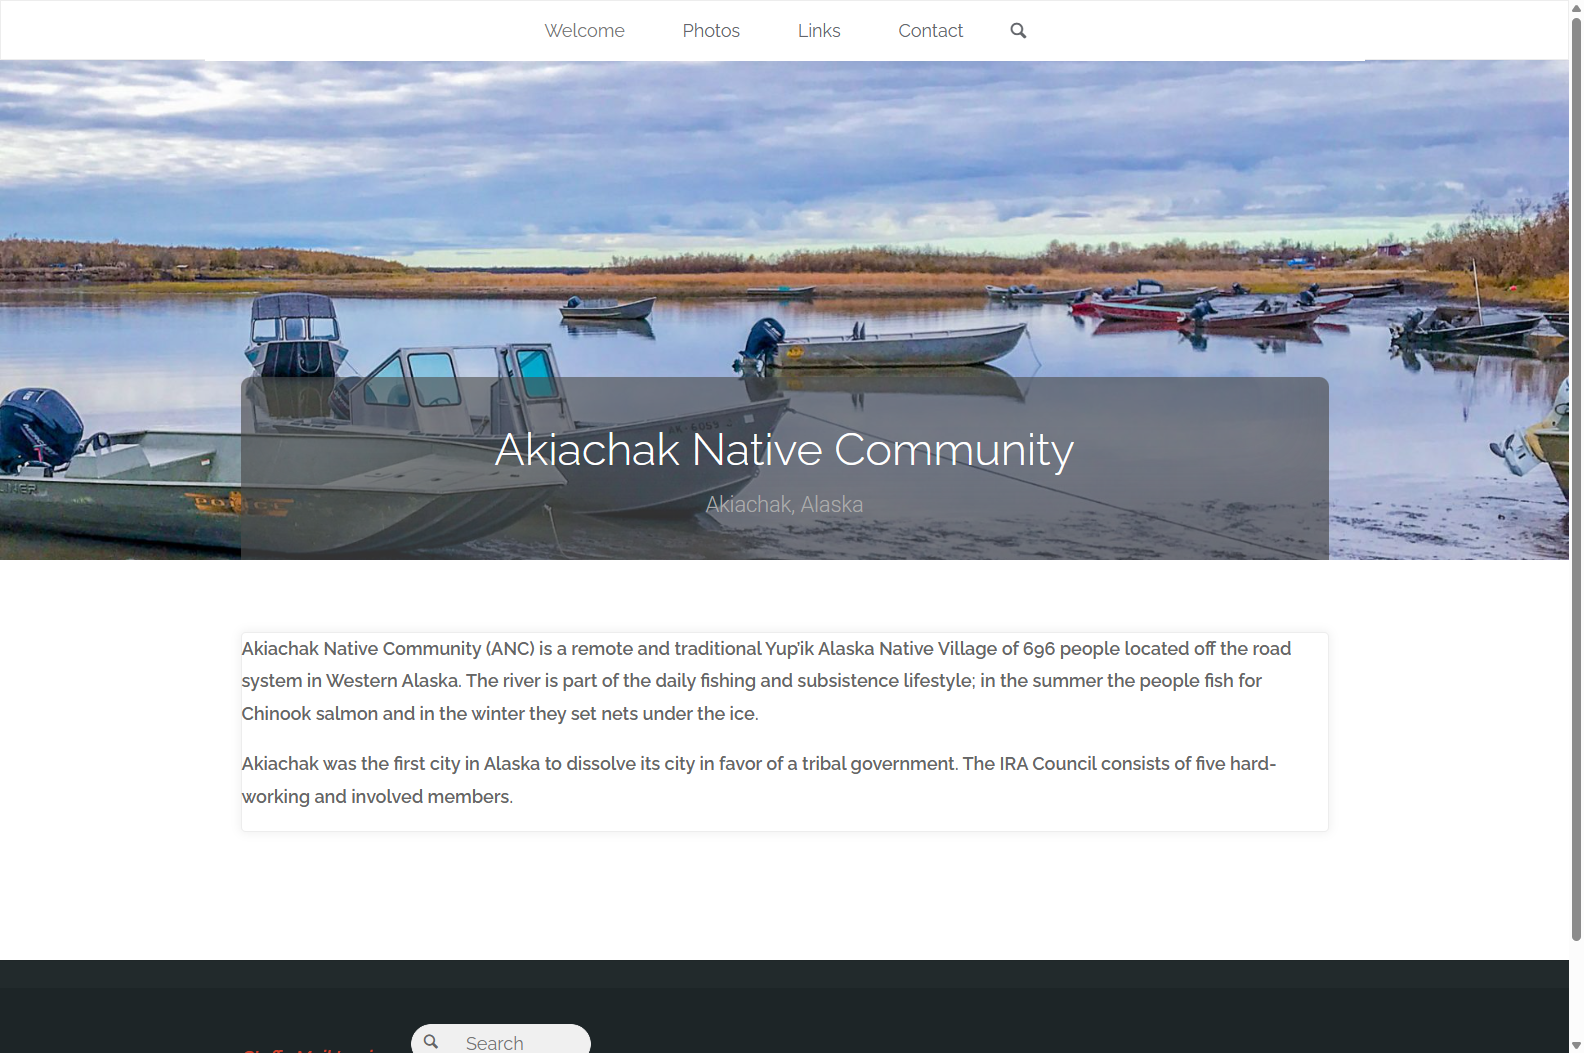 Welcome
Photos
Links
Contact
AK-6059
POLICE
Akiachak Native Community
Akiachak, Alaska
Akiachak Native Community (ANC) is a remote and traditional Yup’ik Alaska Native Village of 696 people located off the road
system in Western Alaska. The river is part of the daily fishing and subsistence lifestyle; in the summer the people fish for
Chinook salmon and in the winter they set nets under the ice.
Akiachak was the first city in Alaska to dissolve its city in favor of a tribal government. The IRA Council consists of five hard-
working and involved members.
Search